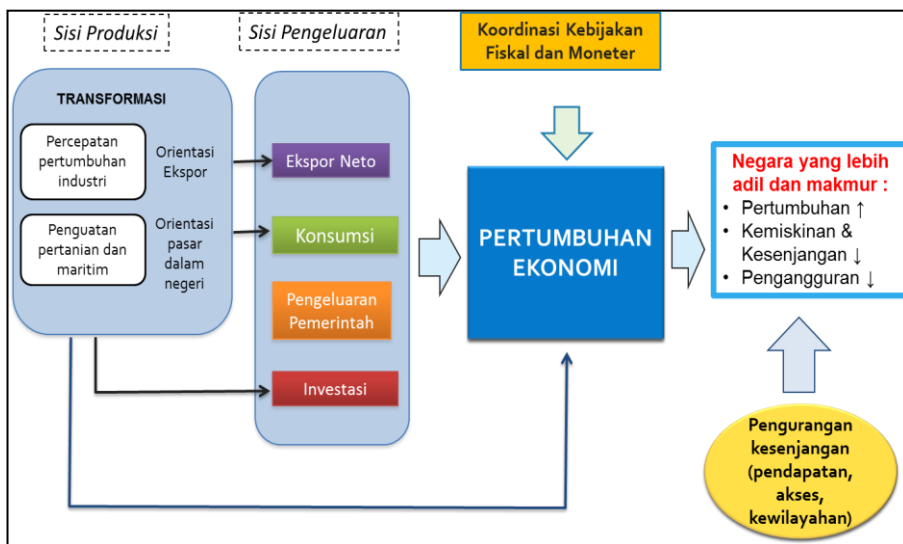 Sisi Produksi
Sisi Pengeluaran
Koordinasi Kebijakan
Fiskal dan Moneter
TRANSFORMASI
Percepatan
pertumbuhan
industri
Orientasi
Ekspor
Penguatan
pertanian dan
maritim
Orientasi
pasar
dalam
negeri
Ekspor Neto
Konsumsi
Pengeluaran
Pemerintah
Investasi
PERTUMBUHAN
EKONOMI
Negara yang lebih
adil dan makmur :
• Pertumbuhan ↑
• Kemiskinan &
Kesenjangan ↓
• Pengangguran ↓
Pengurangan
kesenjangan
(pendapatan,
akses,
kewilayahan)